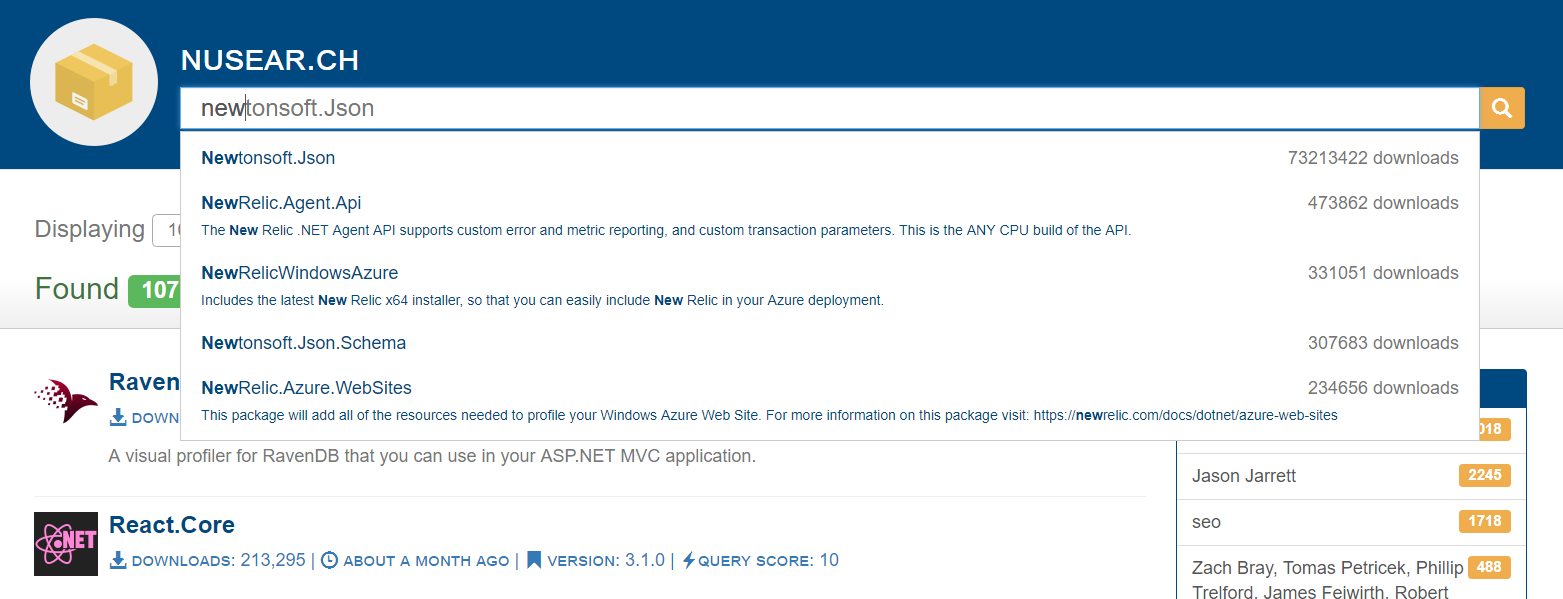 NUSEAR.CH
newtonsoft.Json
Newtonsoft.Json 73213422 downloads
NewRelic.Agent.Api 473862 downloads
The New Relic .NET Agent API supports custom error and metric reporting, and custom transaction parameters. This is the ANY CPU build of the API.
Displaying
NewRelicWindowsAzure 331051 downloads
Found 107
Includes the latest New Relic x64 installer, so that you can easily include New Relic in your Azure deployment.
Newtonsoft.Json.Schema 307683 downloads
Raven
NewRelic.Azure.WebSites 234656 downloads
DOWN
This package will add all of the resources needed to profile your Windows Azure Web Site. For more information on this package visit: https://newrelic.com/docs/dotnet/azure-web-sites
018
A visual profiler for RavenDB that you can use in your ASP.NET MVC application.
Jason Jarrett 2245
seo 1718
.NET
React.Core
DOWNLOADS: 213,295 | ABOUT A MONTH AGO | VERSION: 3.1.0 | QUERY SCORE: 10
Zach Bray, Tomas Petricek, Phillip 488
Trelford, James Feiwirth, Robert